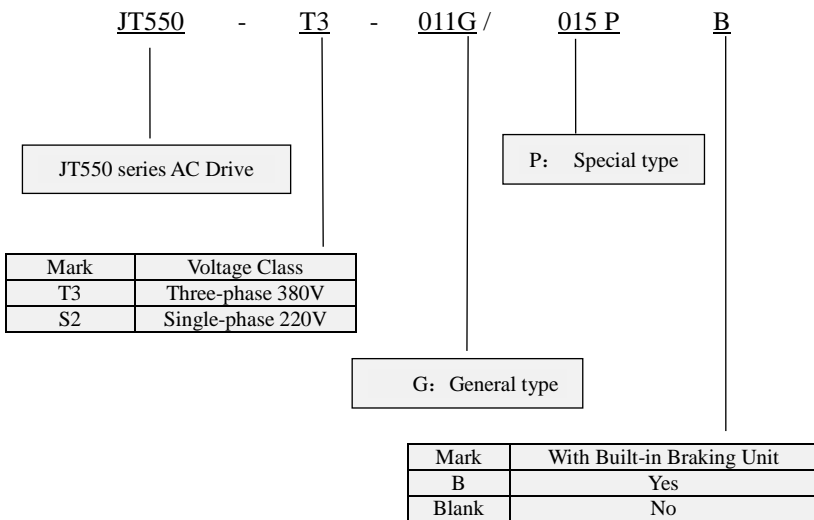 JT550 - T3 - 011G / 015 P B
JT550 series AC Drive
P： Special type
Mark Voltage Class
T3 Three-phase 380V
S2 Single-phase 220V
G：General type
Mark With Built-in Braking Unit
B Yes
Blank No